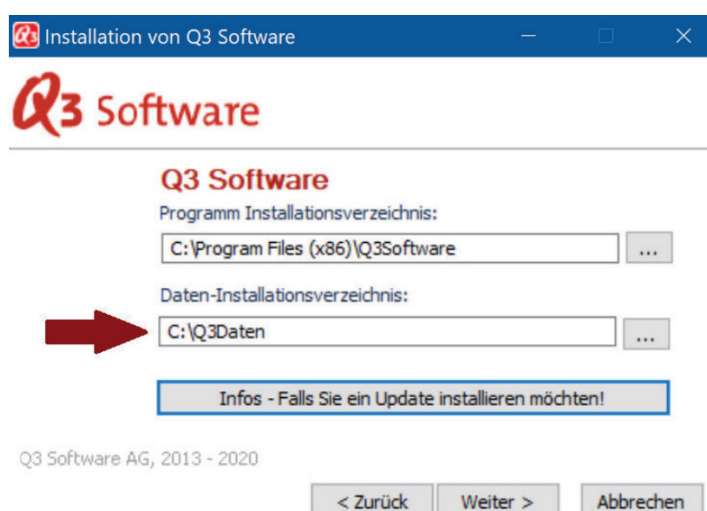 Q3 Installation von Q3 Software
Q3 Software
Q3 Software
Programm Installationsverzeichnis:
C:\Program Files (x86)\Q3Software ...
Daten-Installationsverzeichnis:
C:\Q3Daten ...
Infos - Falls Sie ein Update installieren möchten!
Q3 Software AG, 2013 - 2020
< Zurück Weiter > Abbrechen